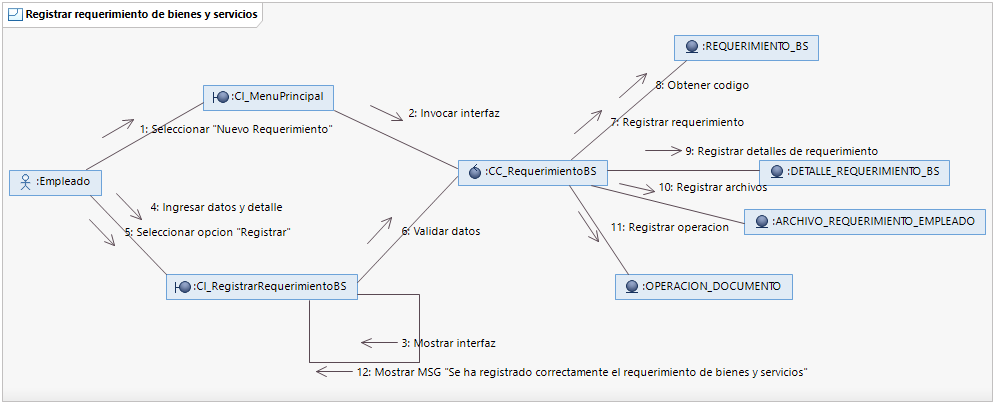 Registrar requerimiento de bienes y servicios
:REQUERIMIENTO_BS
8: Obtener codigo
:CI_MenuPrincipal
2: Invocar interfaz
7: Registrar requerimiento
1: Seleccionar "Nuevo Requerimiento"
9: Registrar detalles de requerimiento
:Empleado
:CC_RequerimientoBS
:DETALLE_REQUERIMIENTO_BS
10: Registrar archivos
4: Ingresar datos y detalle
:ARCHIVO_REQUERIMIENTO_EMPLEADO
5: Seleccionar opcion "Registrar"
6: Validar datos
11: Registrar operacion
:CI_RegistrarRequerimientoBS
:OPERACION_DOCUMENTO
3: Mostrar interfaz
12: Mostrar MSG "Se ha registrado correctamente el requerimiento de bienes y servicios"